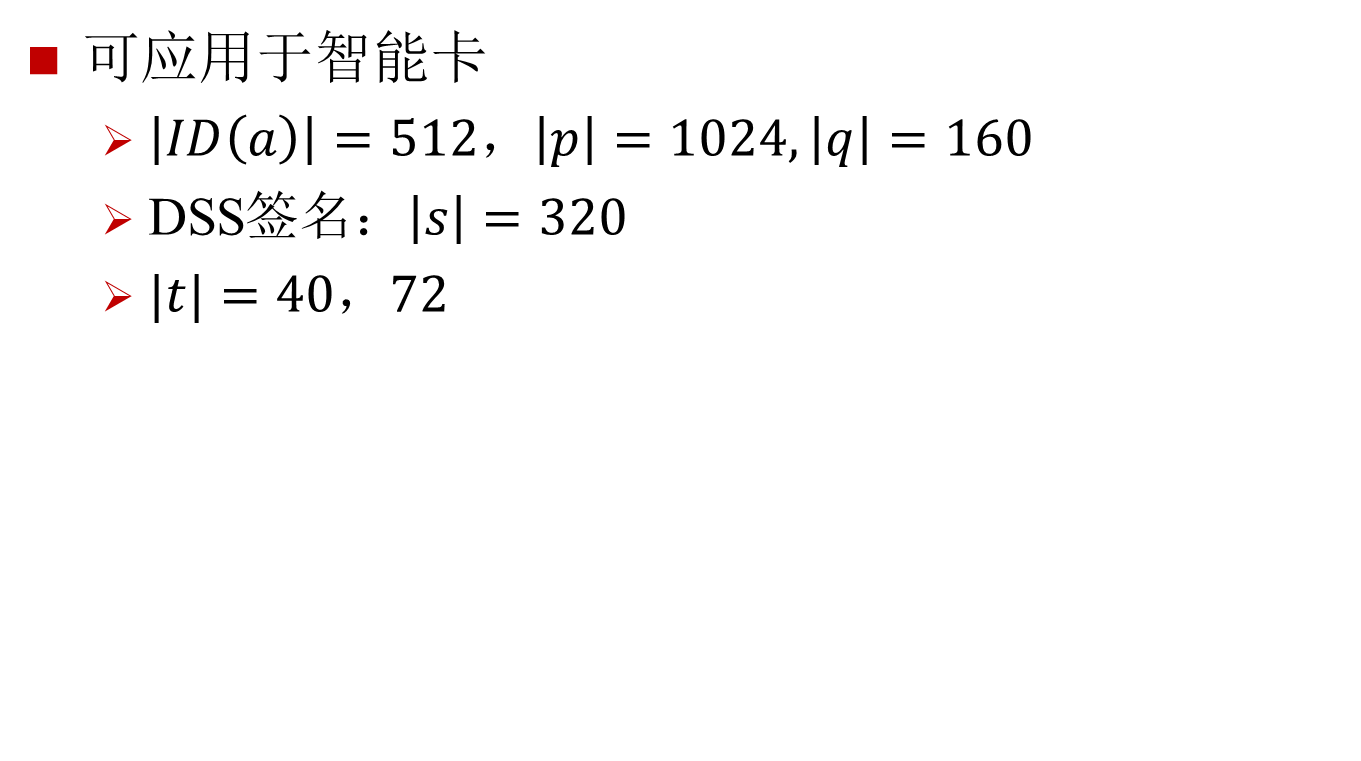 ■ 可应用于智能卡
➢ |ID(a)| = 512，|p| = 1024, |q| = 160
➢ DSS签名：|s| = 320
➢ |t| = 40，72